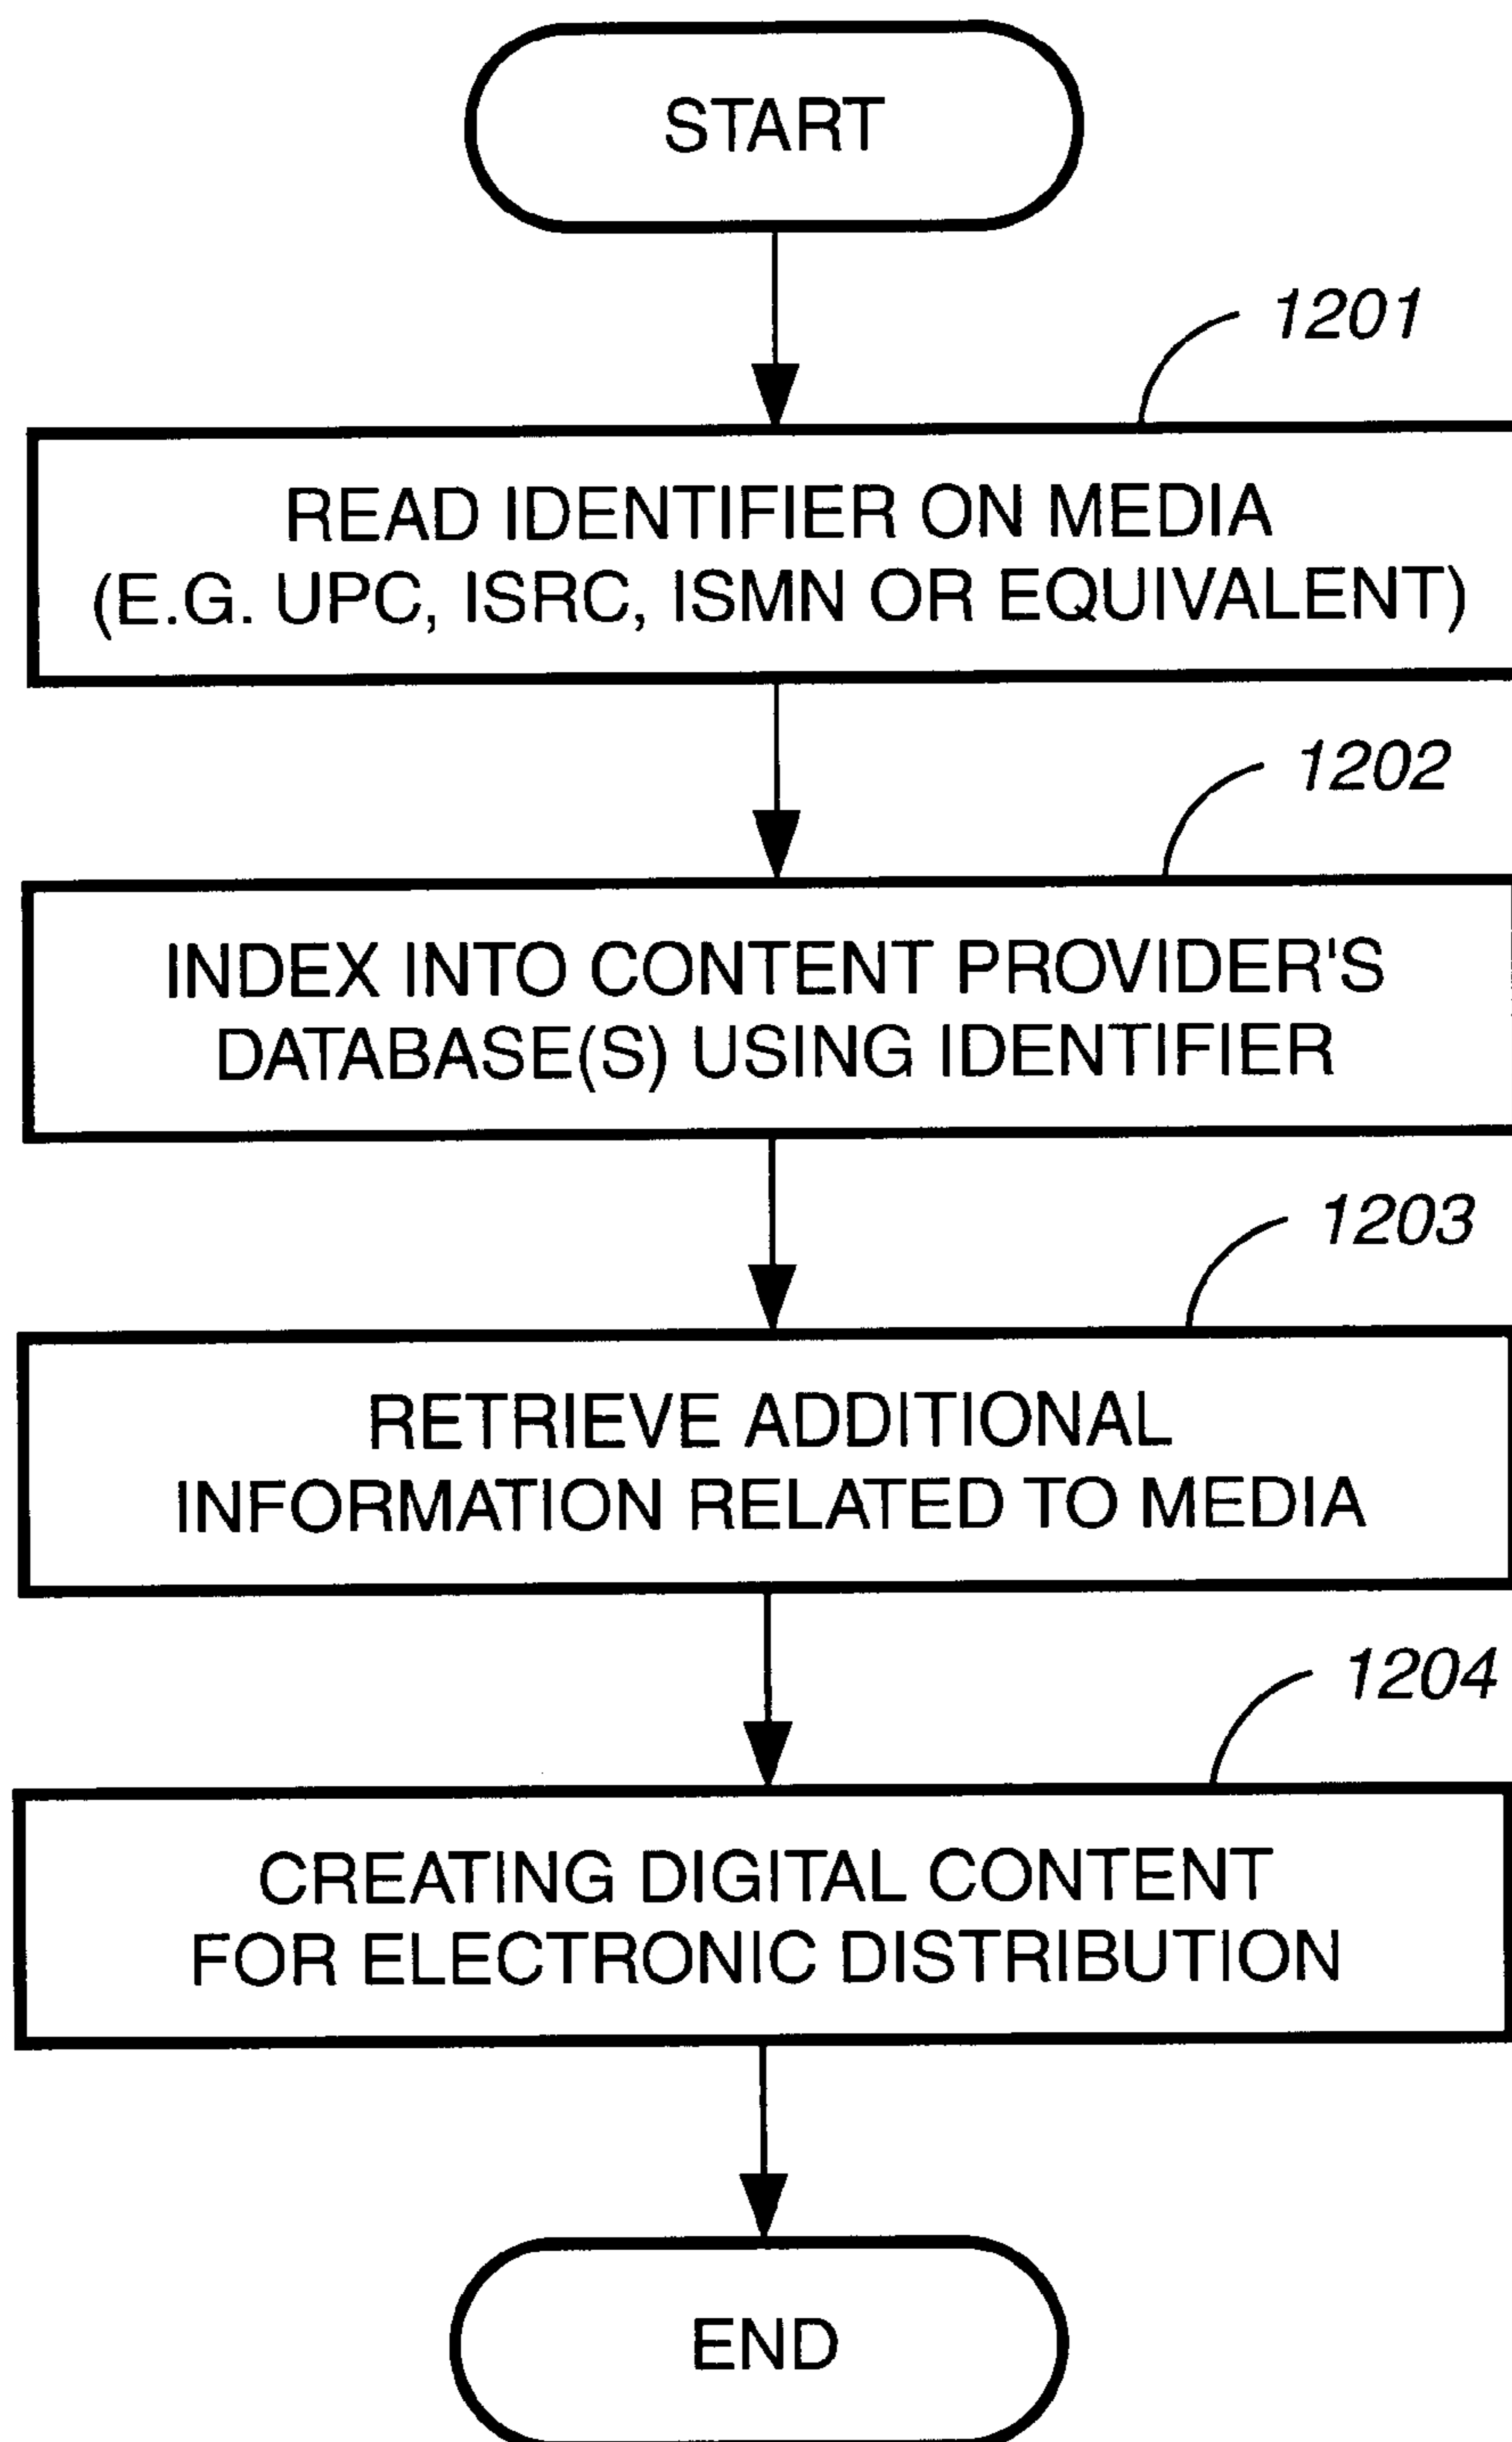 START
1201
READ IDENTIFIER ON MEDIA
(E.G. UPC, ISRC, ISMN OR EQUIVALENT)
1202
INDEX INTO CONTENT PROVIDER'S
DATABASE(S) USING IDENTIFIER
1203
RETRIEVE ADDITIONAL
INFORMATION RELATED TO MEDIA
1204
CREATING DIGITAL CONTENT
FOR ELECTRONIC DISTRIBUTION
END